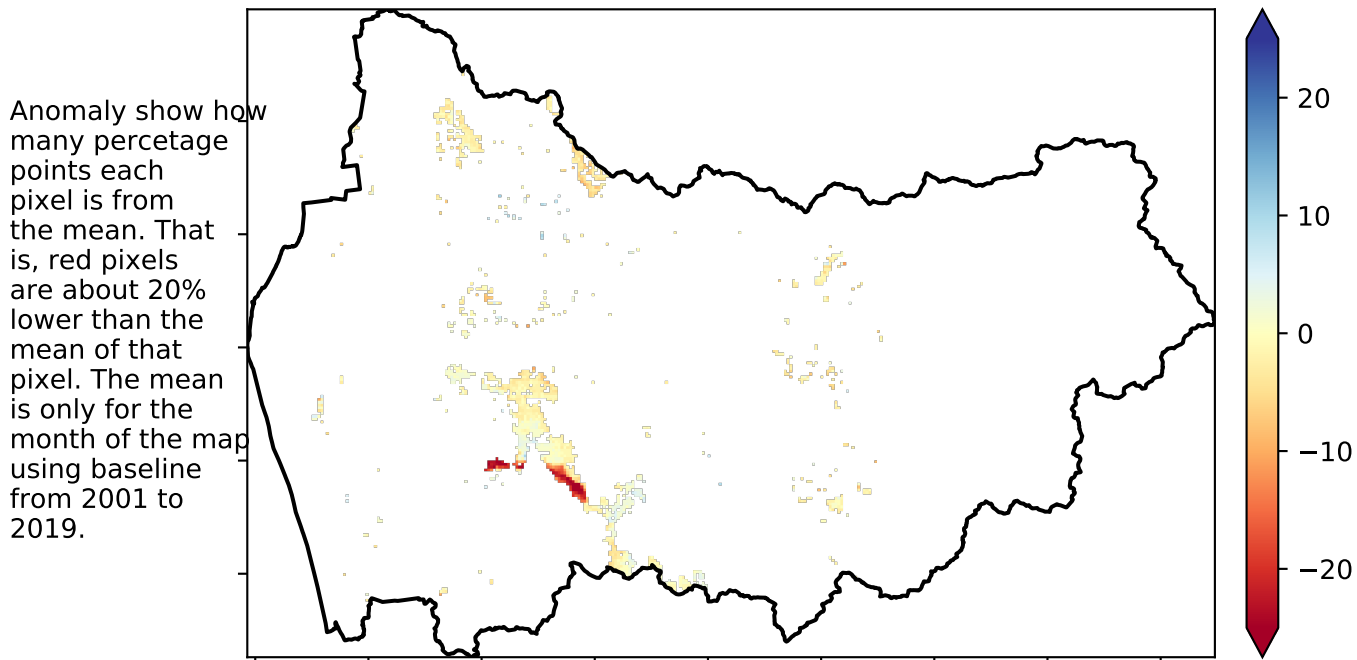 Anomaly show how
many percetage
points each
pixel is from
the mean. That
is, red pixels
are about 20%
lower than the
mean of that
pixel. The mean
is only for the
month of the map
using baseline
from 2001 to
2019.
20
10
0
−10
−20